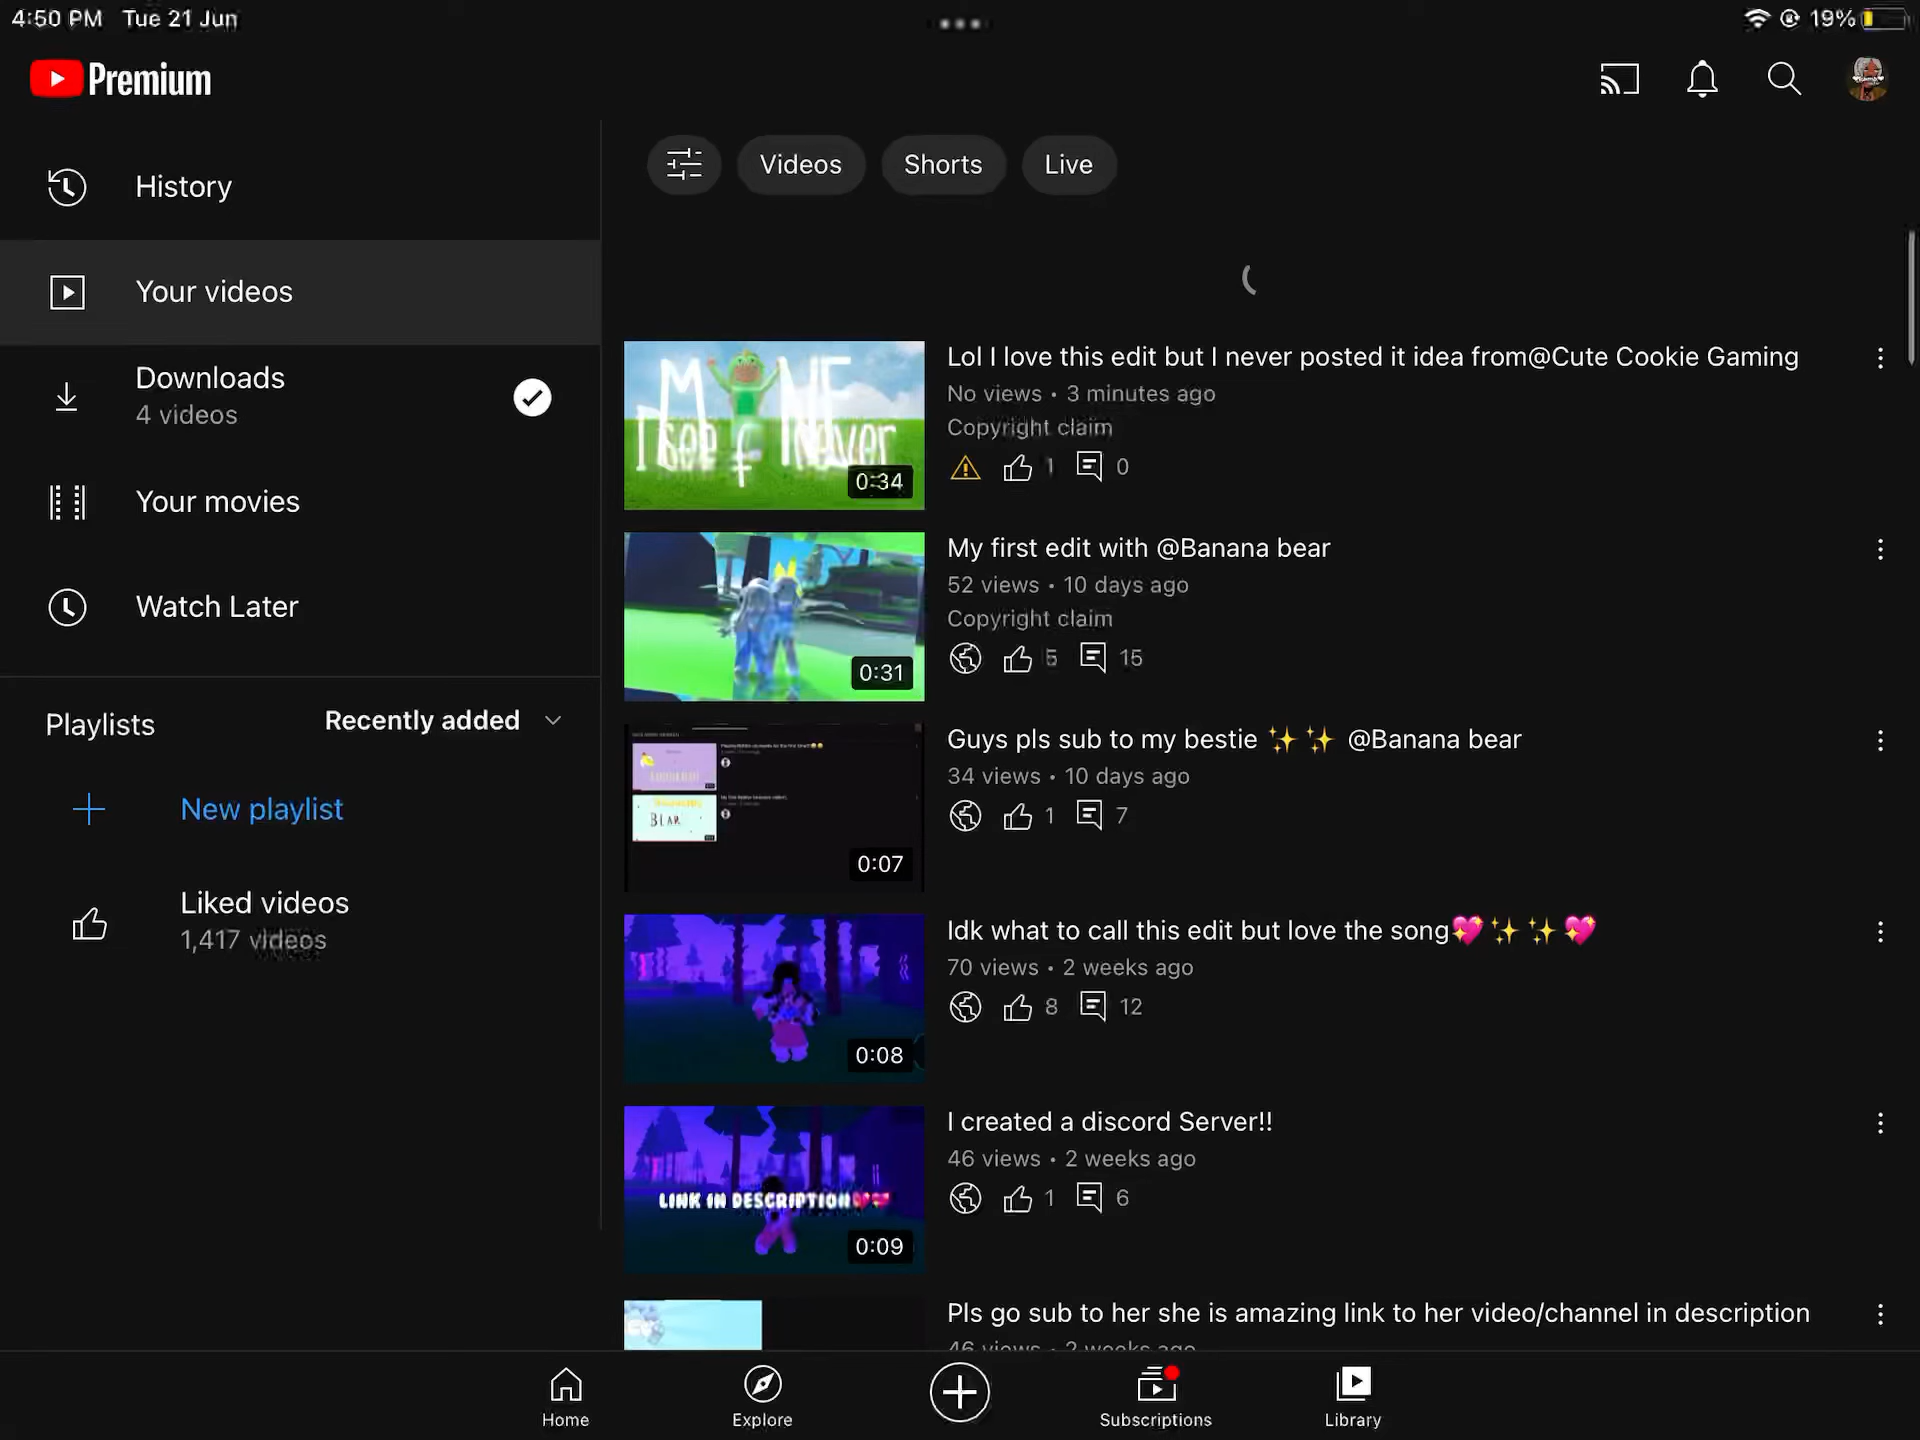 4:50 PM Tue 21 Jun
19%
Premium
History
Your videos
Downloads
4 videos
Your movies
Watch Later
Playlists
Recently added
New playlist
Liked videos
1,417 videos
Videos
Shorts
Live
0:34
Lol I love this edit but I never posted it idea from@Cute Cookie Gaming
No views • 3 minutes ago
Copyright claim
1 0
0:31
My first edit with @Banana bear
52 views • 10 days ago
Copyright claim
5 15
BEAR
0:07
Guys pls sub to my bestie ✨✨ @Banana bear
34 views • 10 days ago
1 7
0:08
Idk what to call this edit but love the song💖✨✨💖
70 views • 2 weeks ago
8 12
LINK IN DESCRIPTION
0:09
I created a discord Server!!
46 views • 2 weeks ago
1 6
Pls go sub to her she is amazing link to her video/channel in description
46 views • 2 weeks ago
Home
Explore
Subscriptions
Library